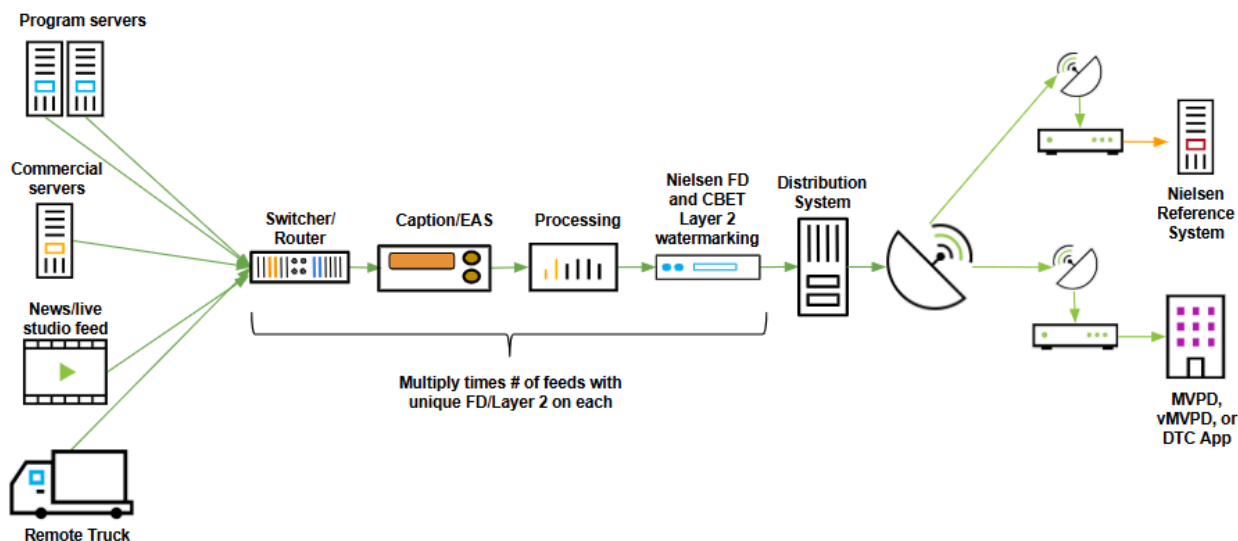 Program servers
Commercial
servers
News/live
studio feed
Remote Truck
Switcher/
Router
Caption/EAS
Processing
Nielsen FD
and CBET
Layer 2
watermarking
Distribution
System
Multiply times # of feeds with
unique FD/Layer 2 on each
Nielsen
Reference
System
MVPD,
vMVPD, or
DTC App